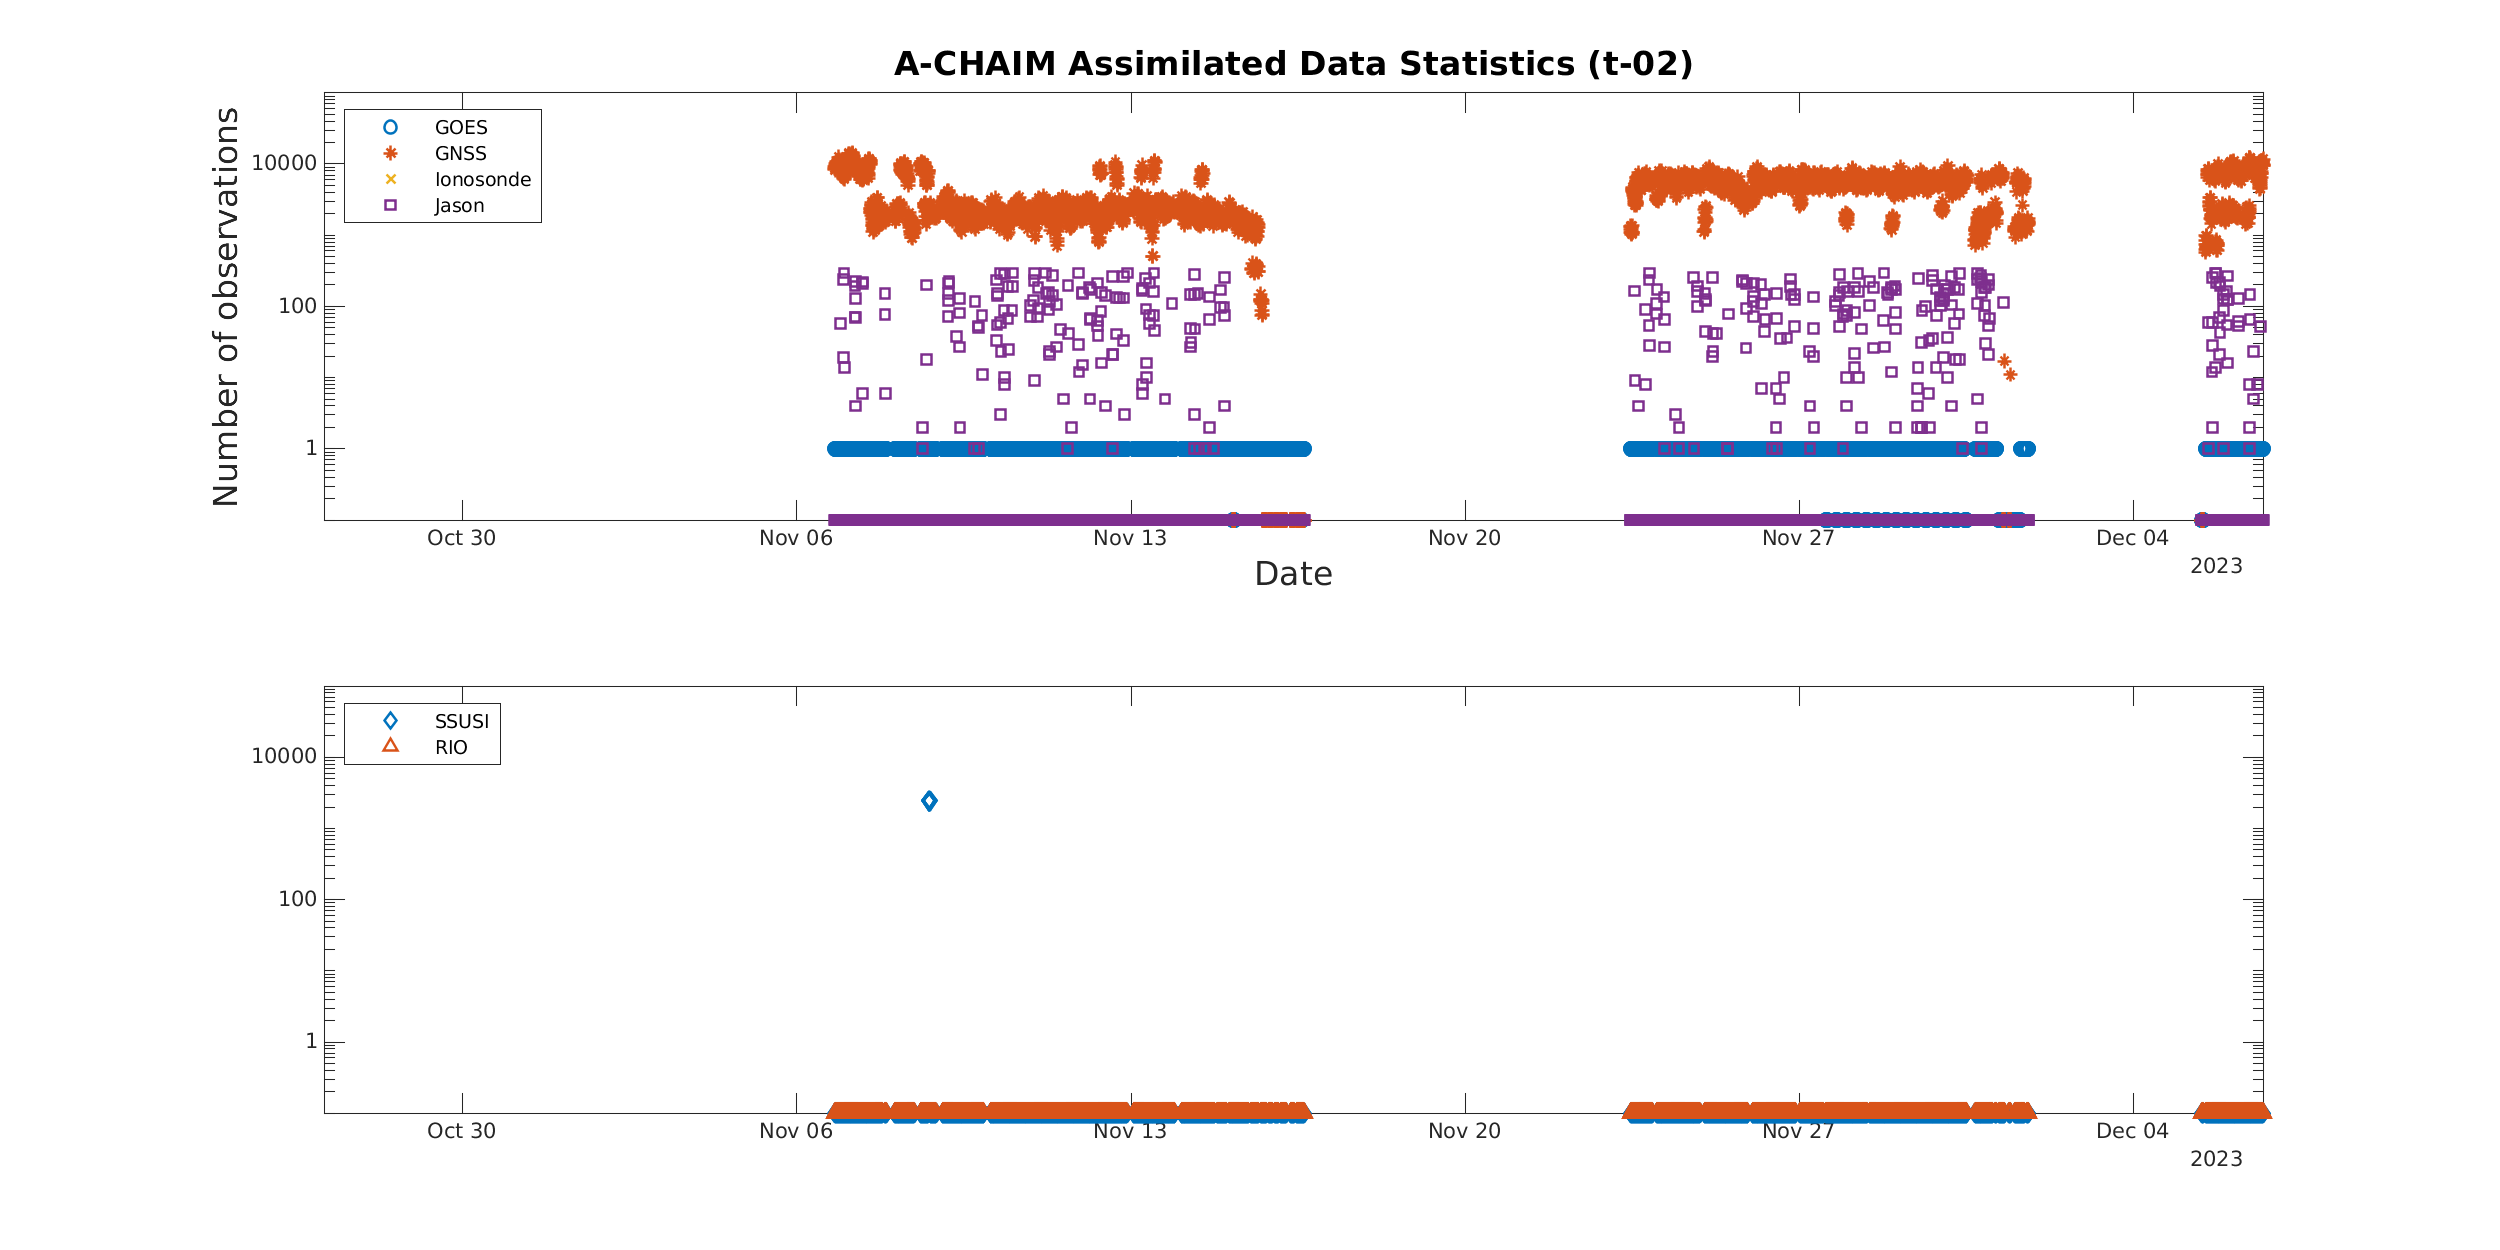 A-CHAIM Assimilated Data Statistics (t-02)
Number of observations
GOES
GNSS
Ionosonde
Jason
10000
100
1
Oct 30 Nov 06 Nov 13 Nov 20 Nov 27 Dec 04
2023
Date
SSUSI
RIO
10000
100
1
Oct 30 Nov 06 Nov 13 Nov 20 Nov 27 Dec 04
2023